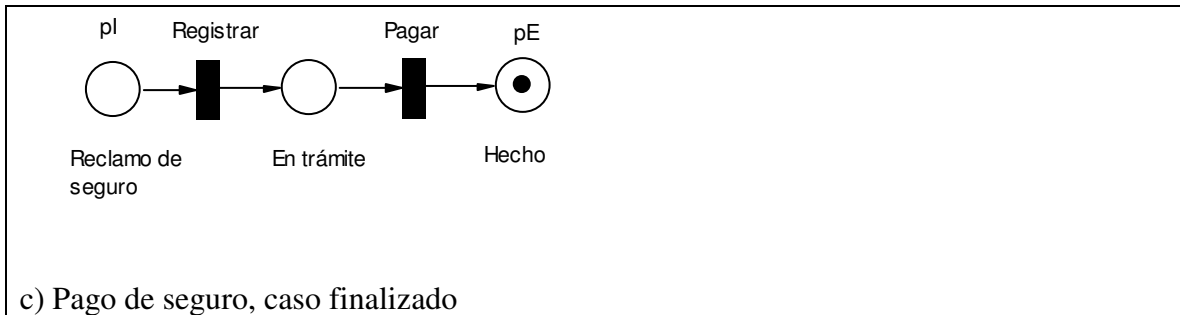 pI Registrar Pagar pE
Reclamo de En trámite Hecho
seguro
c) Pago de seguro, caso finalizado